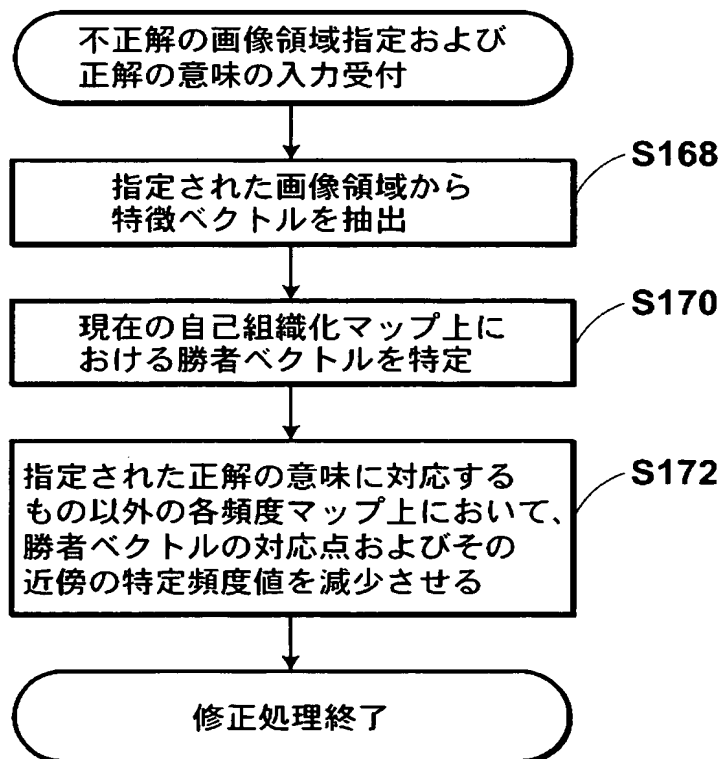 不正解の画像領域指定および
正解の意味の入力受付
S168
指定された画像領域から
特徴ベクトルを抽出
S170
現在の自己組織化マップ上に
おける勝者ベクトルを特定
S172
指定された正解の意味に対応する
もの以外の各頻度マップ上において、
勝者ベクトルの対応点およびその
近傍の特定頻度値を減少させる
修正処理終了